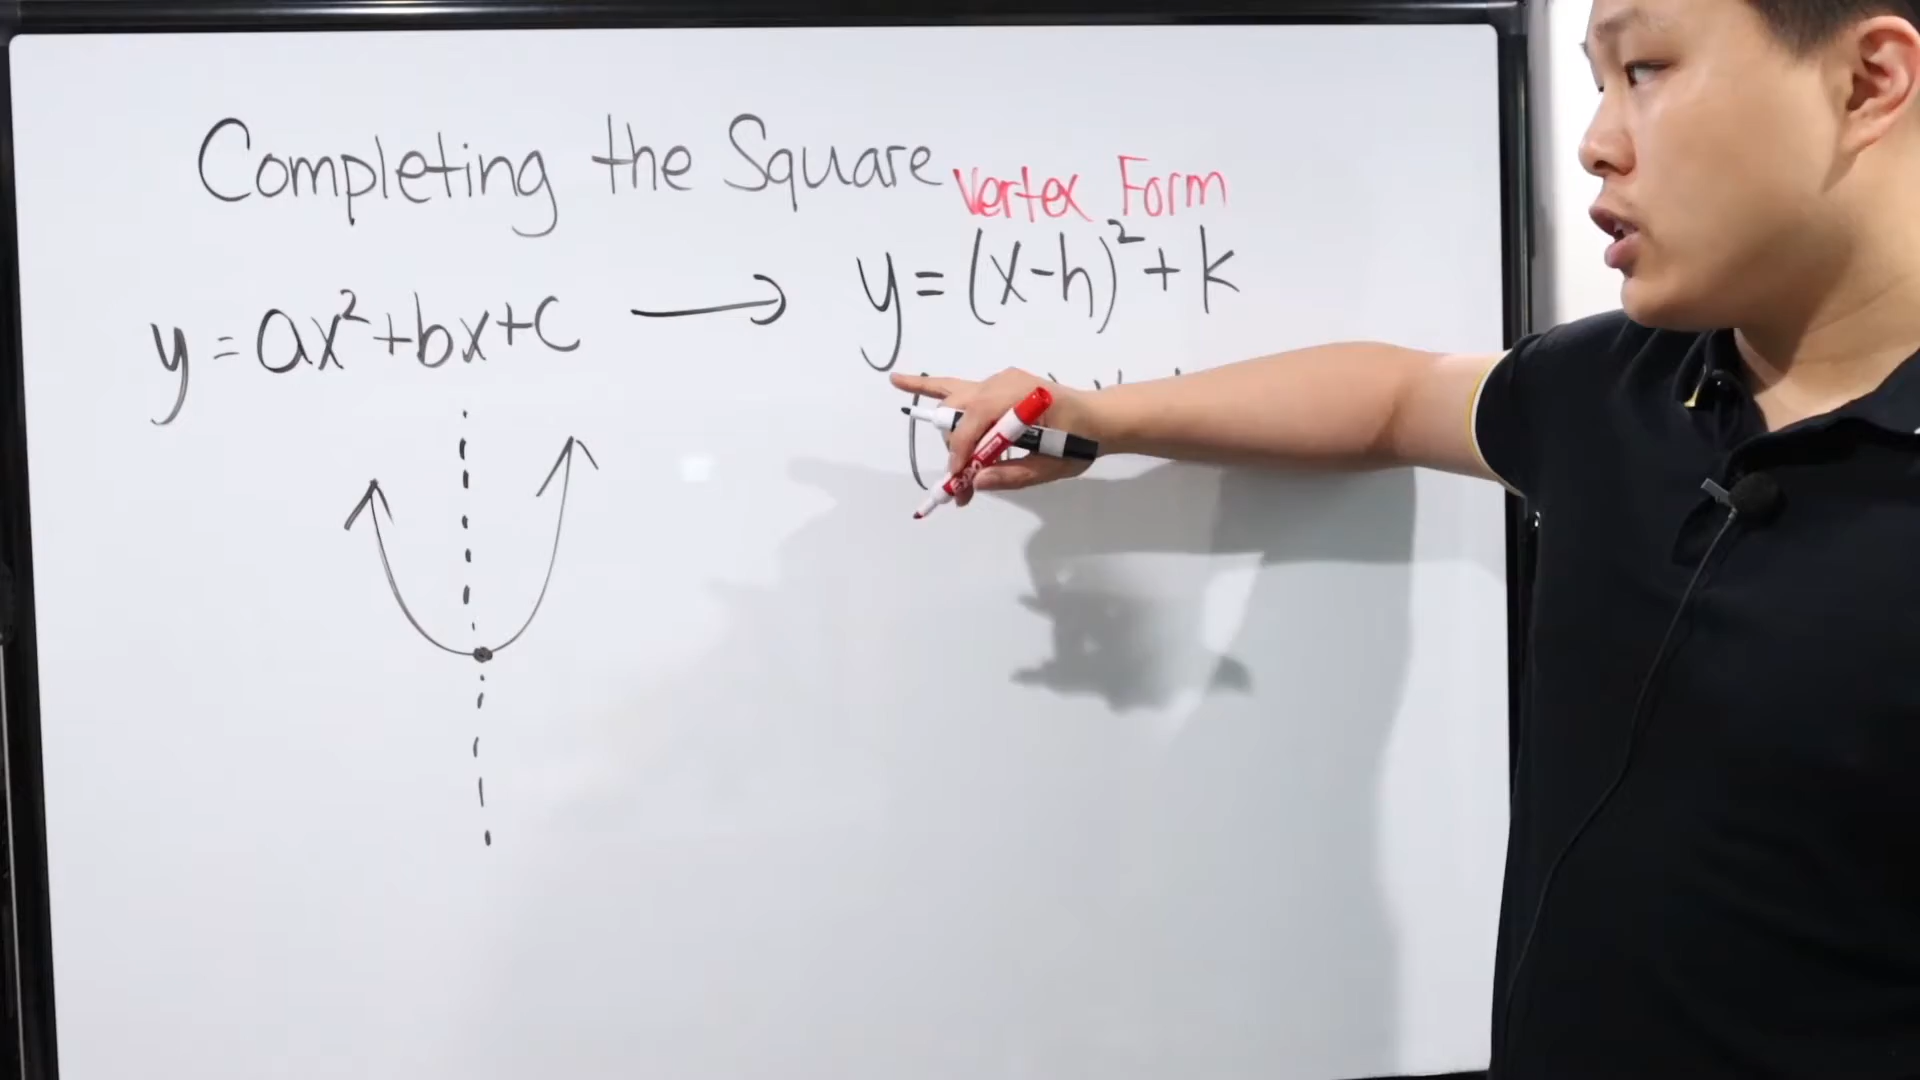 Completing the Square
Vertex Form
y = ax² + bx + c → y = (x - h)² + k